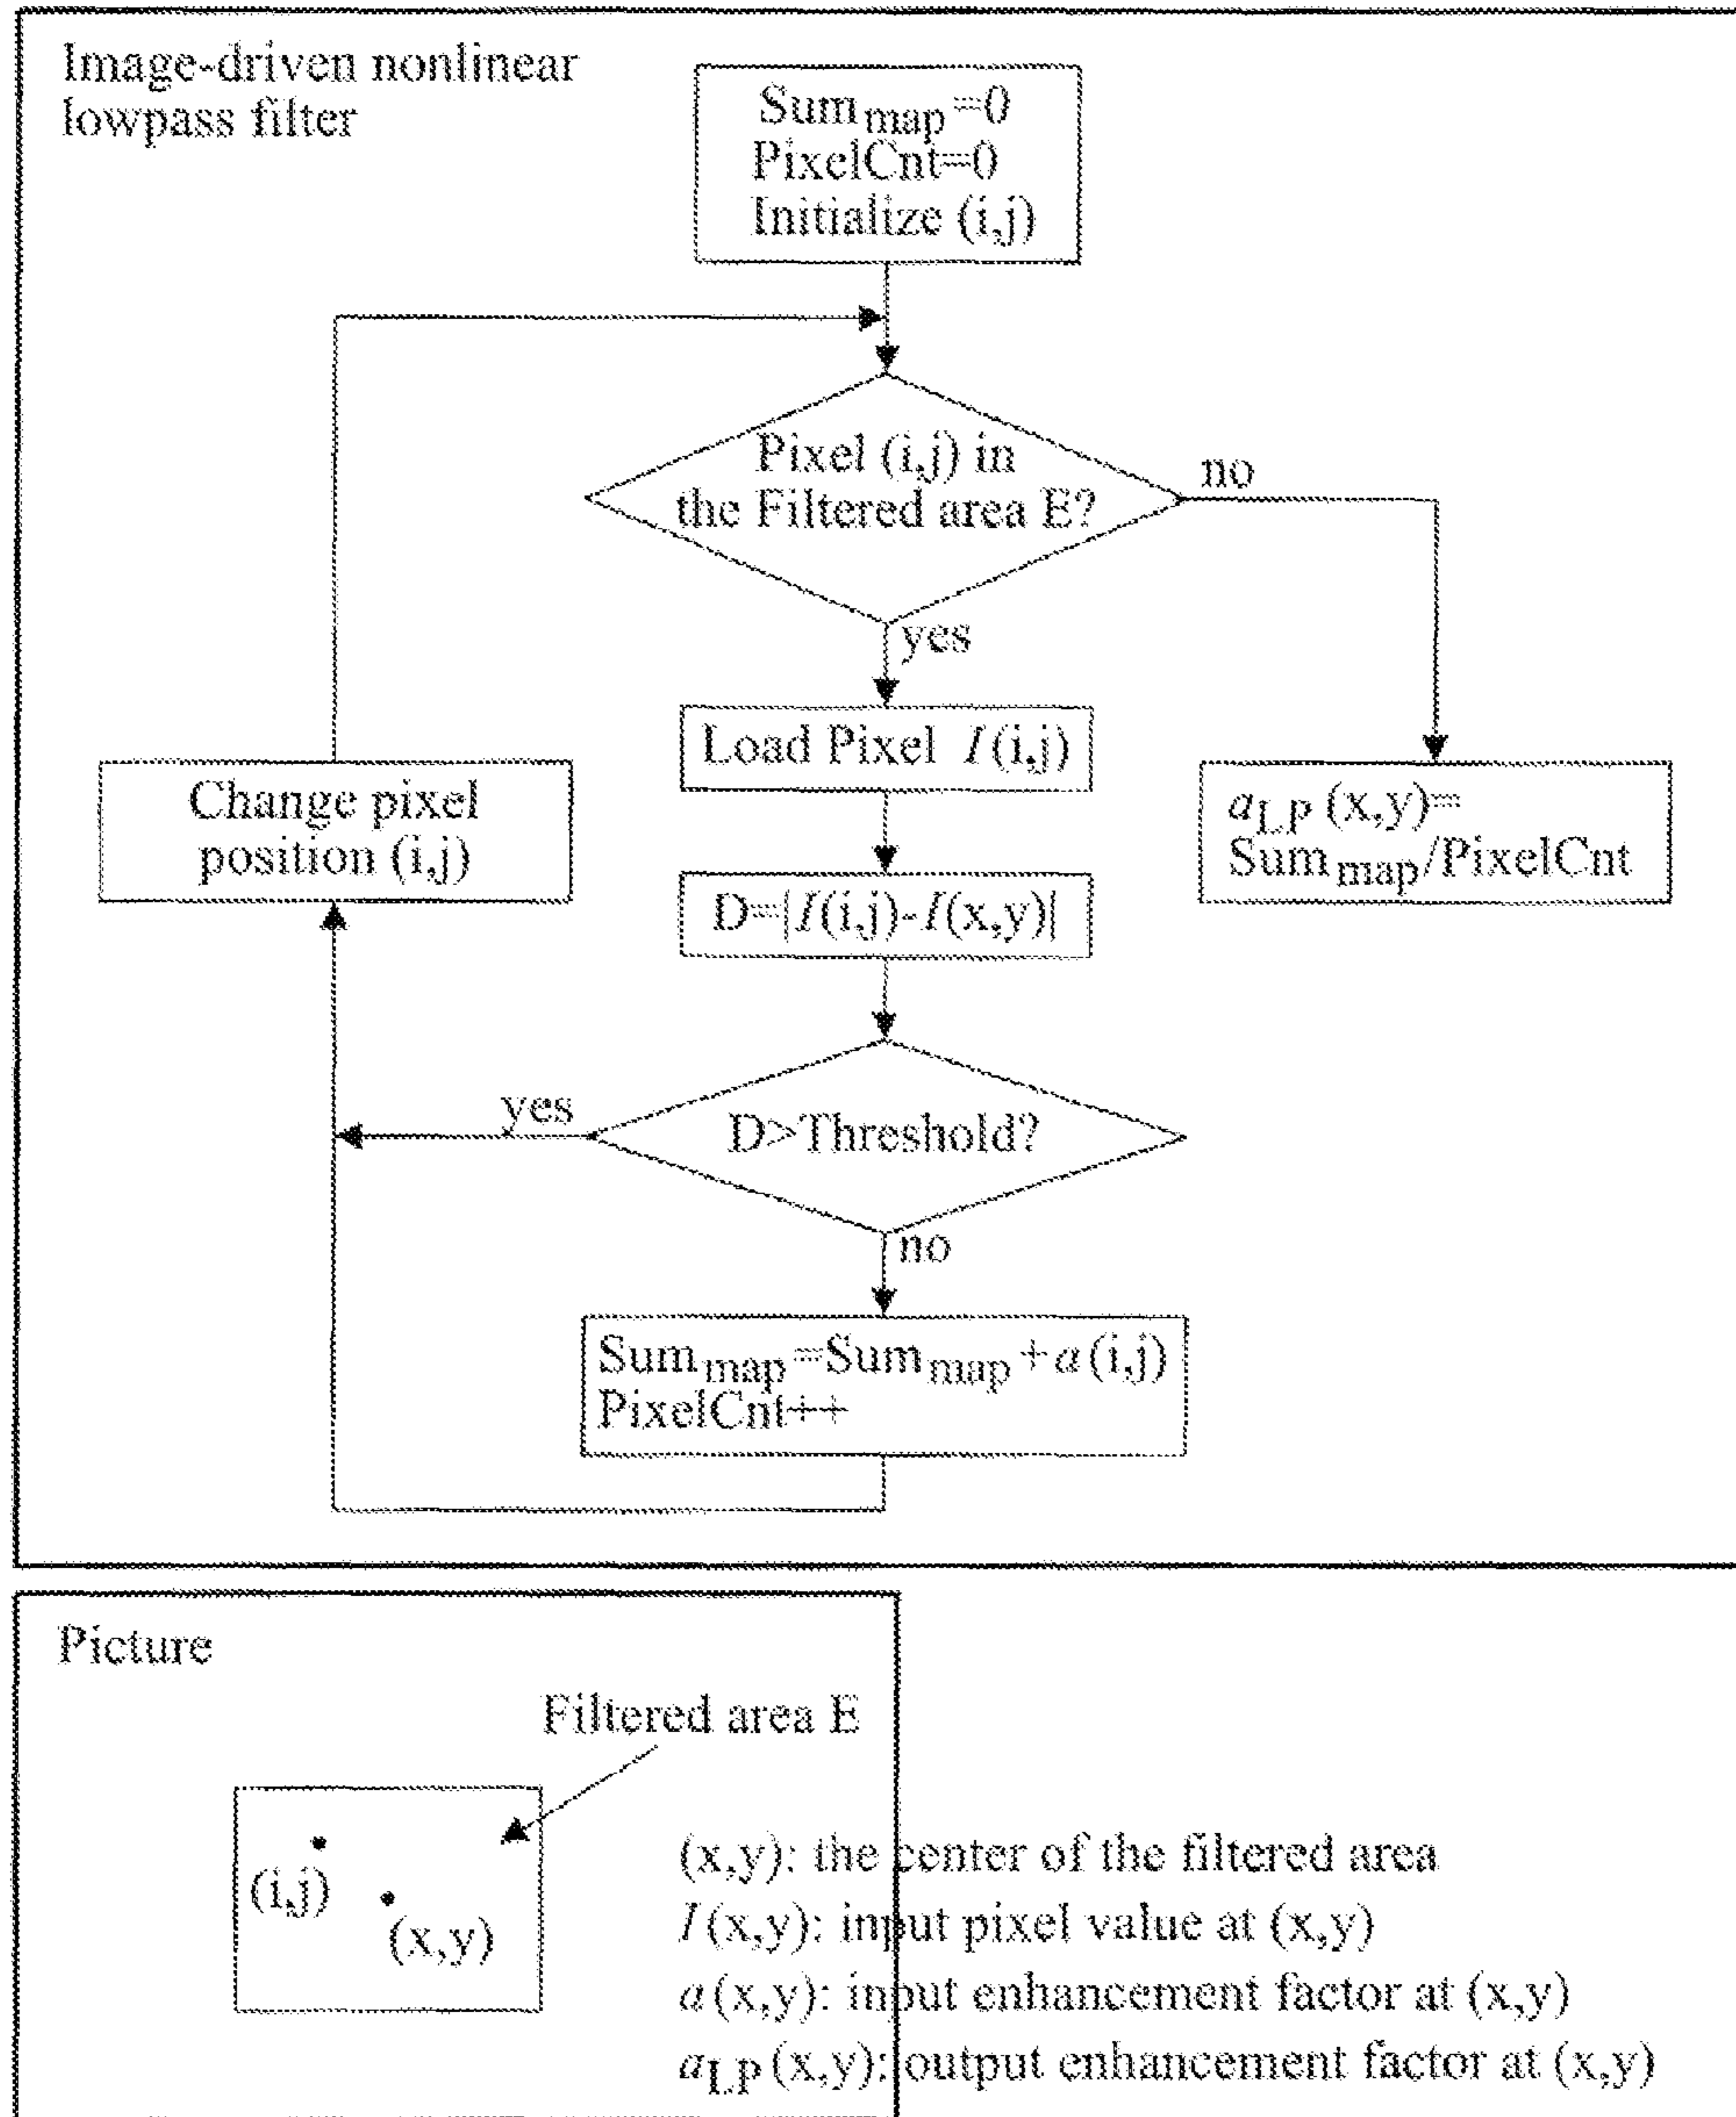 Image-driven nonlinear
lowpass filter
Sum map =0
PixelCnt=0
Initialize (i,j)
Pixel (i,j) in
the Filtered area E?
no
yes
Load Pixel I(i,j)
Change pixel
position (i,j)
a LP (x,y)=
Sum map/PixelCnt
D=|I(i,j)-I(x,y)|
yes
D>Threshold?
no
Sum map=Sum map +a(i,j)
PixelCnt++
Picture
Filtered area E
(i,j)
(x,y)
(x,y): the center of the filtered area
I(x,y): input pixel value at (x,y)
a(x,y): input enhancement factor at (x,y)
a LP (x,y): output enhancement factor at (x,y)